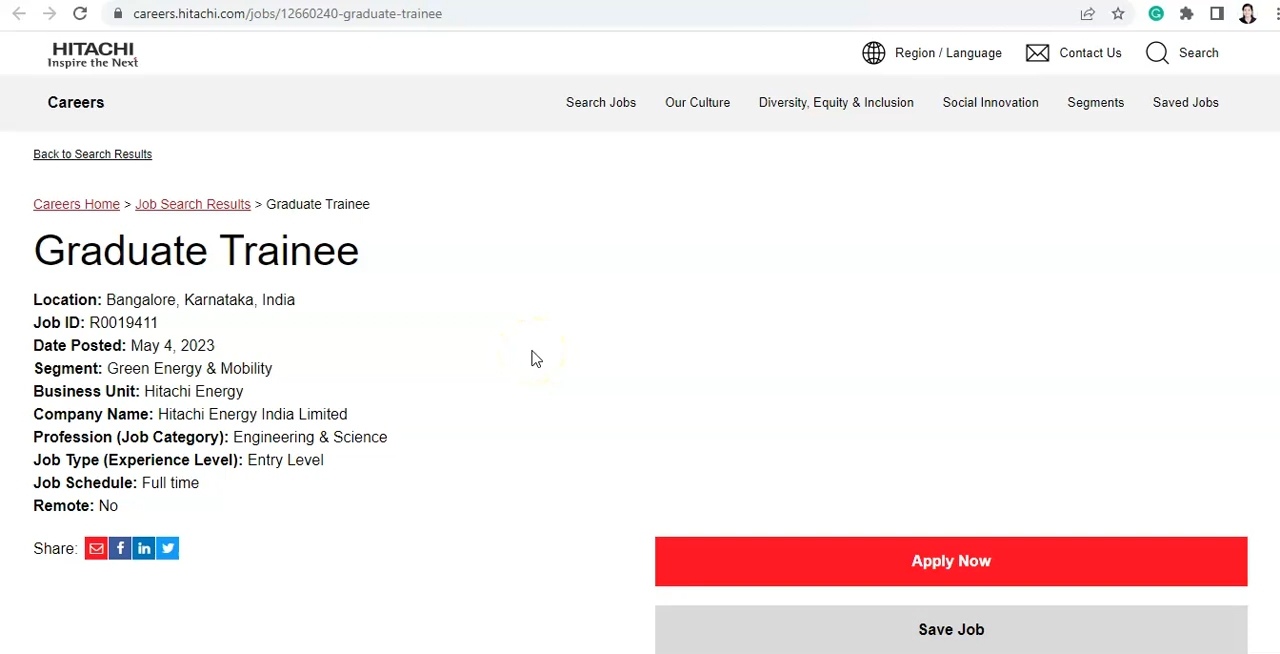 careers.hitachi.com/jobs/12660240-graduate-trainee
HITACHI
Inspire the Next
Region / Language
Contact Us
Search
Careers
Search Jobs
Our Culture
Diversity, Equity & Inclusion
Social Innovation
Segments
Saved Jobs
Back to Search Results
Careers Home > Job Search Results > Graduate Trainee
Graduate Trainee
Location: Bangalore, Karnataka, India
Job ID: R0019411
Date Posted: May 4, 2023
Segment: Green Energy & Mobility
Business Unit: Hitachi Energy
Company Name: Hitachi Energy India Limited
Profession (Job Category): Engineering & Science
Job Type (Experience Level): Entry Level
Job Schedule: Full time
Remote: No
Share:
Apply Now
Save Job